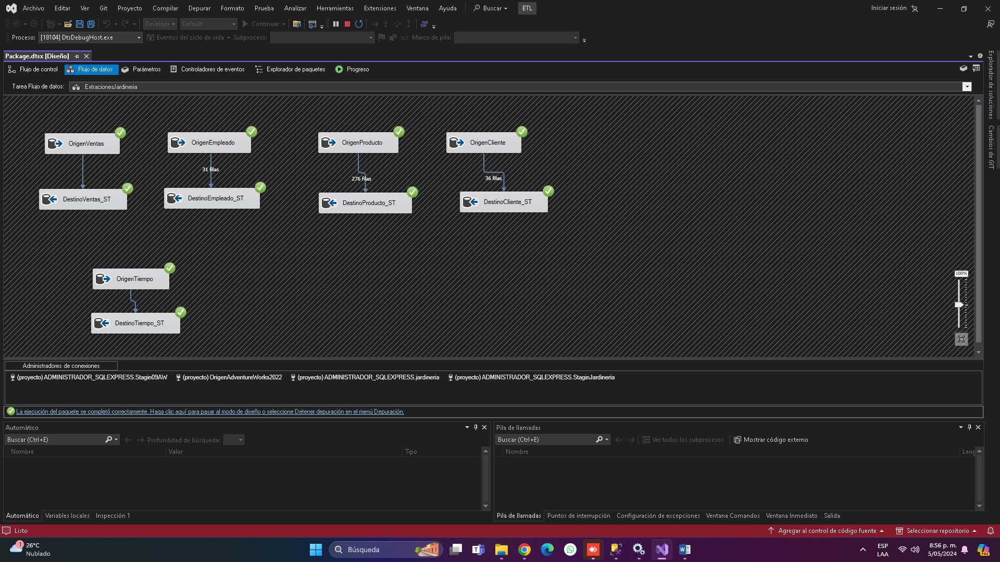 Archivo Editar Ver Git Proyecto Compilar Depurar Formato Prueba Analizar Herramientas Extensiones Ventana Ayuda Buscar ETL Iniciar sesión
Developi Default Continuar
Proceso: [18104] DtsDebugHost.exe Eventos del ciclo de vida Subproceso: Marco de pila:
Package.dtsx [Diseño]
Flujo de control Flujo de datos Parámetros Controladores de eventos Explorador de paquetes Progreso
Tarea Flujo de datos: ExtracionesJardineria
Explorador de soluciones
Cambios de GIT
OrigenVentas OrigenEmpleado OrigenProducto OrigenCliente
31 filas
276 filas 36 filas
DestinoVentas_ST DestinoEmpleado_ST DestinoProducto_ST DestinoCliente_ST
100%
OrigenTiempo
DestinoTiempo_ST
Administradores de conexiones
(proyecto) ADMINISTRADOR_SQLEXPRESS.Stagin09AW (proyecto) OrigenAdventureWorks2022 (proyecto) ADMINISTRADOR_SQLEXPRESS.jardineria (proyecto) ADMINISTRADOR_SQLEXPRESS.StaginJardineria
La ejecución del paquete se completó correctamente. Haga clic aquí para pasar al modo de diseño o seleccione Detener depuración en el menú Depuración.
Automático
Buscar (Ctrl+E) Profundidad de búsqueda:
Nombre Valor Tipo
Automático Variables locales Inspección 1
Pila de llamadas
Buscar (Ctrl+E) Ver todos los subprocesos Mostrar código externo
Nombre Leng
Pila de llamadas Puntos de interrupción Configuración de excepciones Ventana Comandos Ventana Inmediato Salida
Listo Agregar al control de código fuente Seleccionar repositorio
1
26°C
Nublado
Búsqueda
ESP
LAA
8:56 p. m.
5/05/2024
PRE